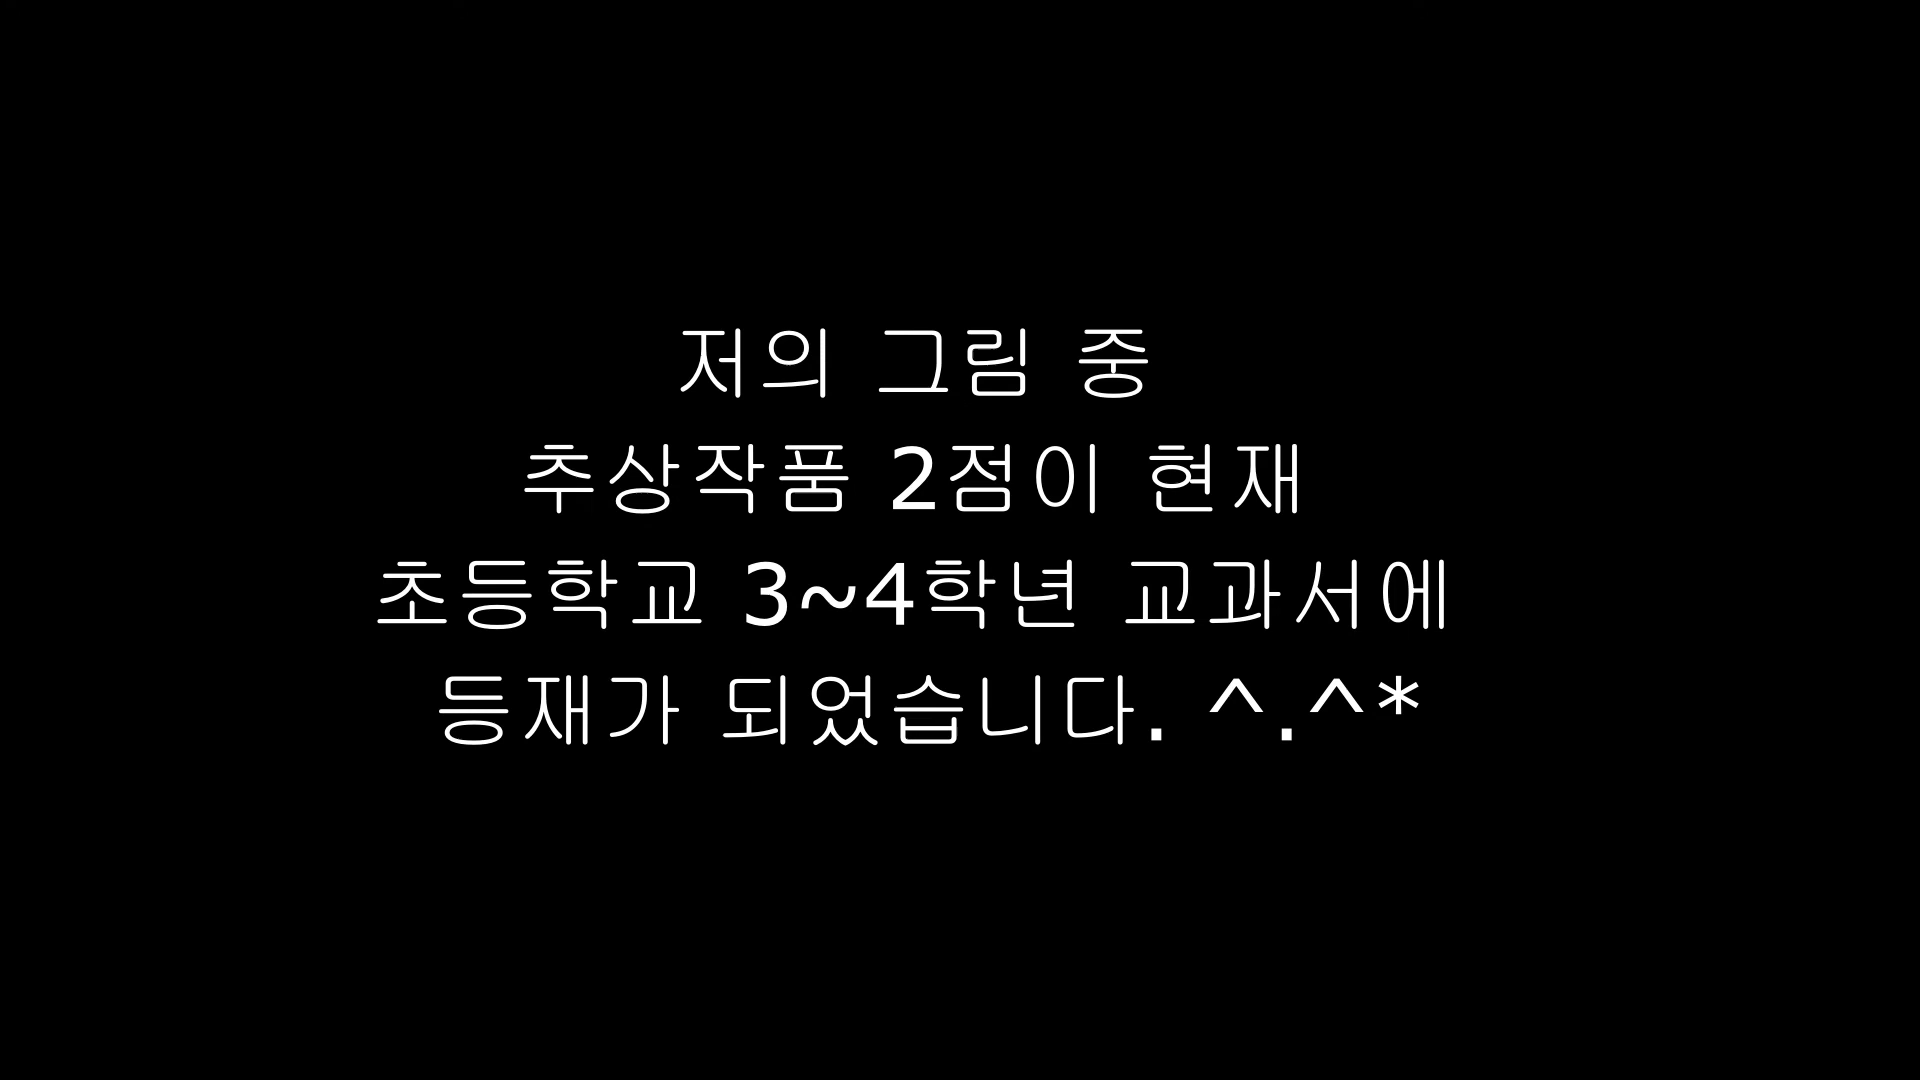 저의 그림 중
추상작품 2점이 현재
초등학교 3~4학년 교과서에
등재가 되었습니다. ^.^*